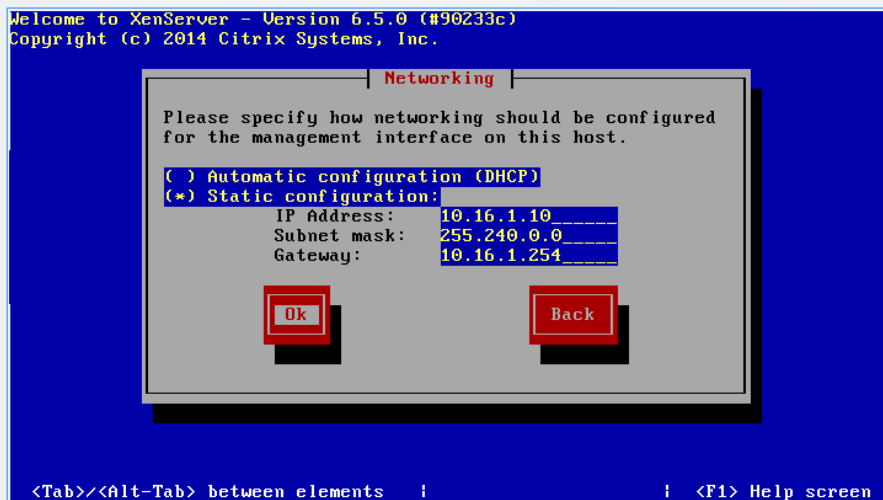 Welcome to XenServer - Version 6.5.0 (#90233c)
Copyright (c) 2014 Citrix Systems, Inc.
Networking
Please specify how networking should be configured
for the management interface on this host.
( ) Automatic configuration (DHCP)
(*) Static configuration:
IP Address: 10.16.1.10______
Subnet mask: 255.240.0.0_____
Gateway: 10.16.1.254_____
Ok Back
<Tab>/<Alt-Tab> between elements | | <F1> Help screen